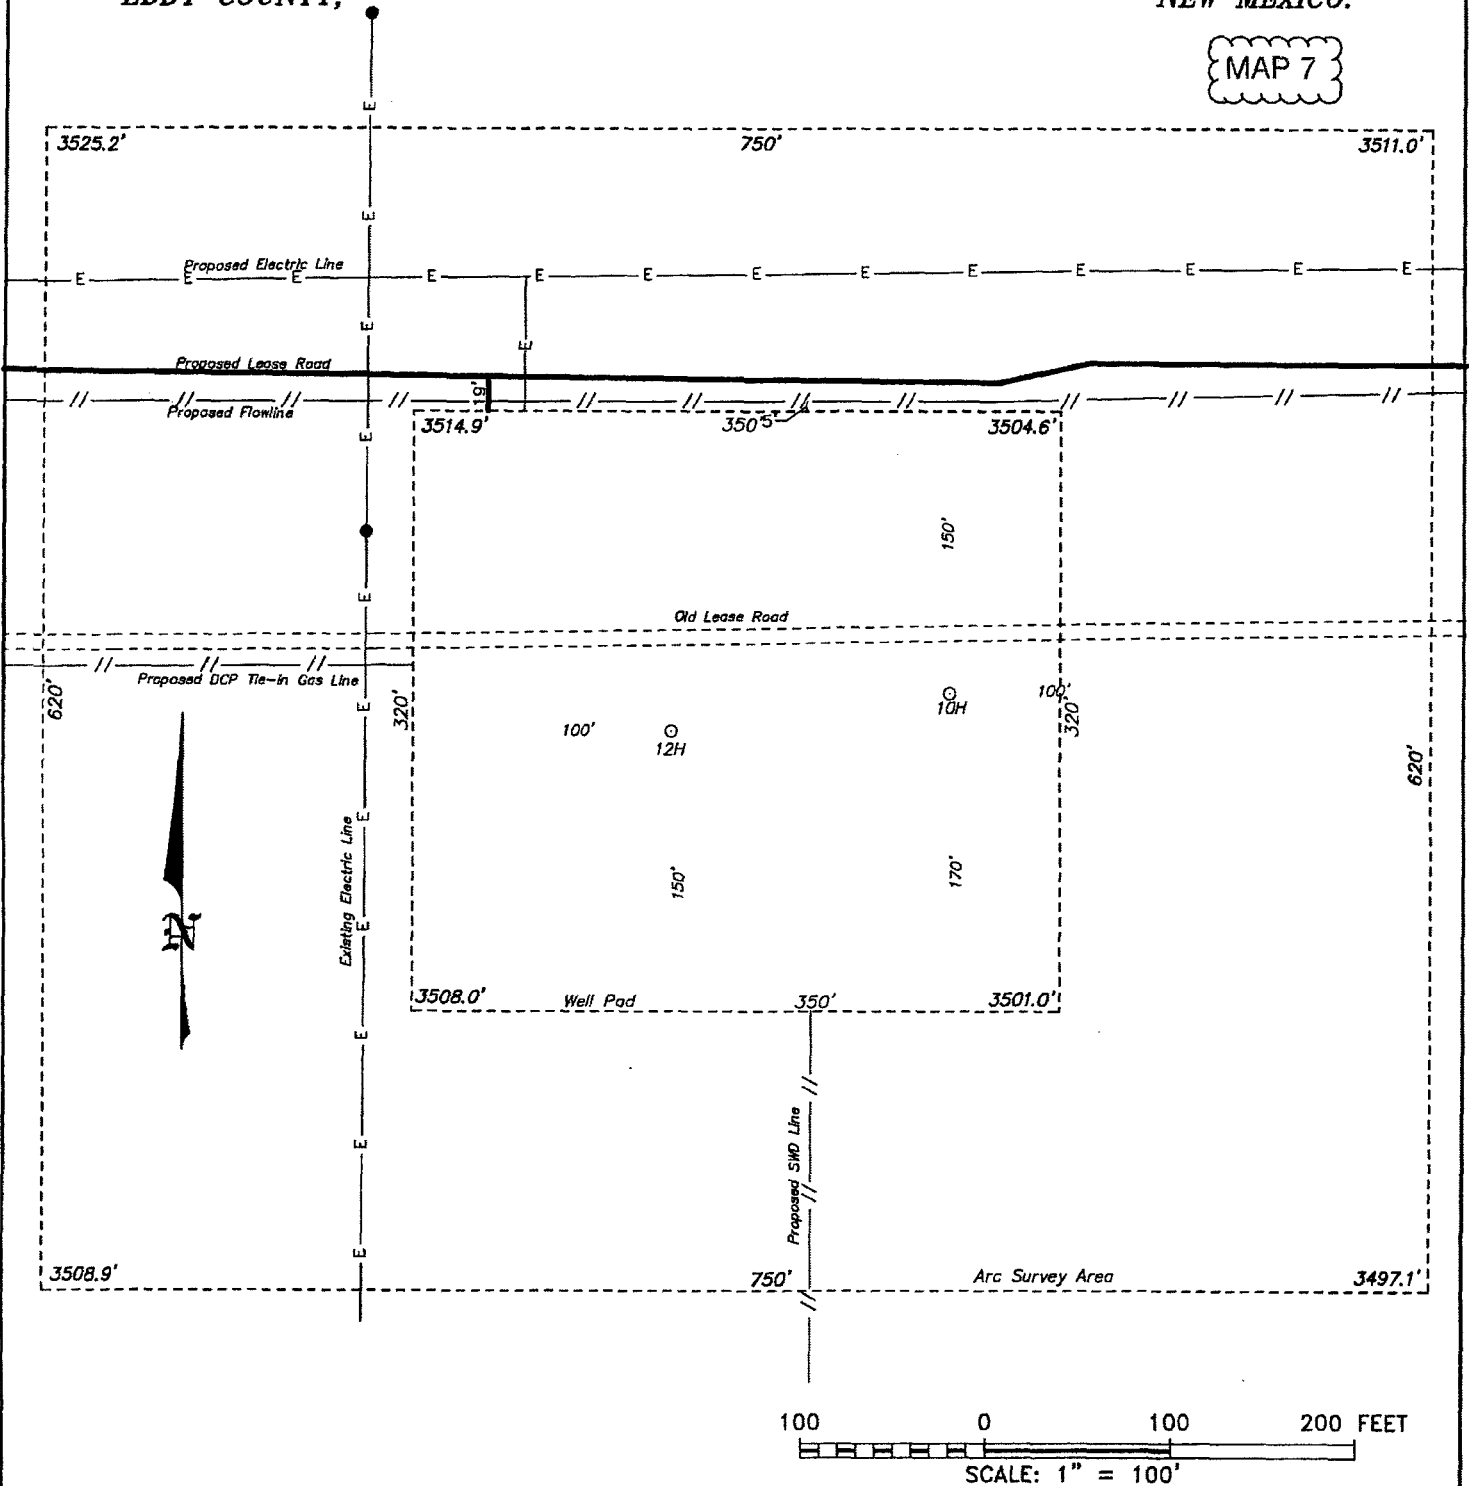 EDDY COUNTY,
NEW MEXICO.
MAP 7
3525.2'
750'
3511.0'
Proposed Electric Line
E E E E E E E E E E E E E
Proposed Lease Road
19'
Proposed Flowline
3514.9'
350'
5'
3504.6'
150'
Old Lease Road
Proposed DCP Tie-in Gas Line
620'
320'
100'
12H
10H
100'
320'
620'
Existing Electric Line
150'
170'
N
3508.0'
Well Pad
350'
3501.0'
Proposed SWD Line
3508.9'
750'
Arc Survey Area
3497.1'
100 0 100 200 FEET
SCALE: 1" = 100'